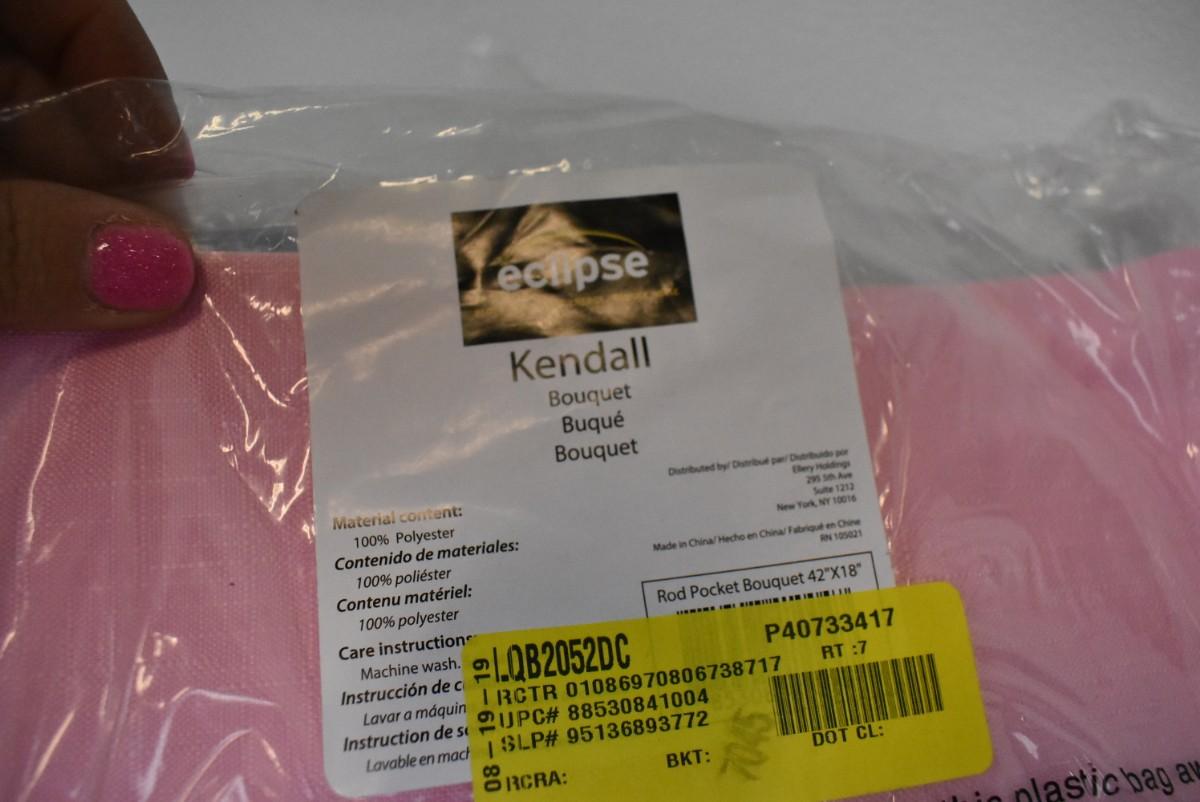 eclipse
Kendall
Bouquet
Buqué
Bouquet
Distributed by/ Distribué par/ Distribuido por
Ellery Holdings
295 5th Ave
Suite 1212
New York, NY 10016
Made in China/ Hecho en China/ Fabriqué en Chine
RN 105021
Material content:
100% Polyester
Contenido de materiales:
100% poliéster
Contenu matériel:
100% polyester
Care instructions
Machine wash.
Instrucción de c
Lavar a máquin
Instruction de so
Lavable en mach
Rod Pocket Bouquet 42"X18"
08-19-19
LQB2052DC
P40733417
RCTR 01086970806738717
RT :7
UPC# 88530841004
SLP# 95136893772
RCRA:
BKT:
DOT CL:
7045
this plastic bag aw